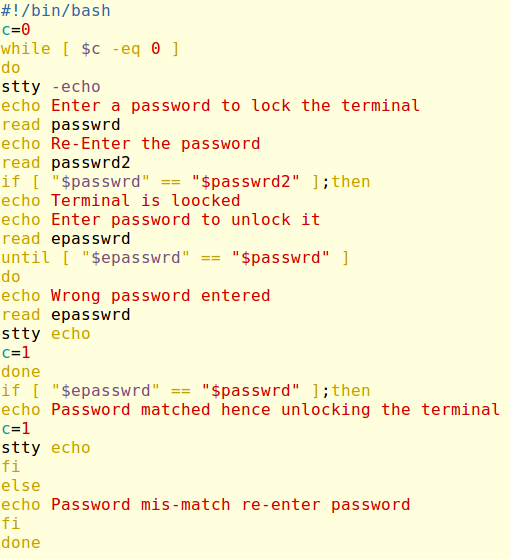 #!/bin/bash
c=0
while [ $c -eq 0 ]
do
stty -echo
echo Enter a password to lock the terminal
read passwrd
echo Re-Enter the password
read passwrd2
if [ "$passwrd" == "$passwrd2" ];then
echo Terminal is loocked
echo Enter password to unlock it
read epasswrd
until [ "$epasswrd" == "$passwrd" ]
do
echo Wrong password entered
read epasswrd
stty echo
c=1
done
if [ "$epasswrd" == "$passwrd" ];then
echo Password matched hence unlocking the terminal
c=1
stty echo
fi
else
echo Password mis-match re-enter password
fi
done